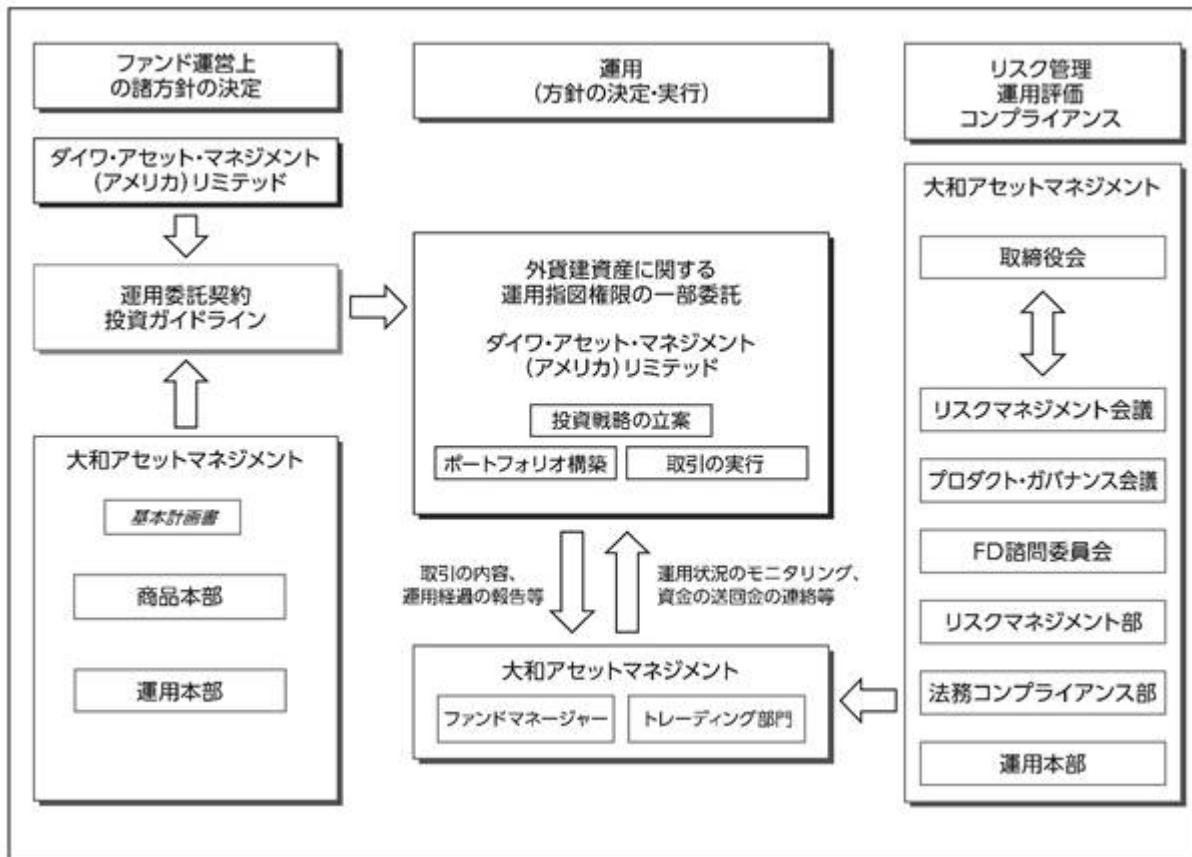 ファンド運営上
の諸方針の決定
ダイワ・アセット・マネジメント
(アメリカ)リミテッド
運用委託契約
投資ガイドライン
大和アセットマネジメント
基本計画書
商品本部
運用本部
運用
(方針の決定・実行)
外貨建資産に関する
運用指図権限の一部委託
ダイワ・アセット・マネジメント
(アメリカ)リミテッド
投資戦略の立案
ポートフォリオ構築
取引の実行
取引の内容、
運用経過の報告等
運用状況のモニタリング、
資金の送回金の連絡等
大和アセットマネジメント
ファンドマネージャー
トレーディング部門
リスク管理
運用評価
コンプライアンス
大和アセットマネジメント
取締役会
リスクマネジメント会議
プロダクト・ガバナンス会議
FD諮問委員会
リスクマネジメント部
法務コンプライアンス部
運用本部